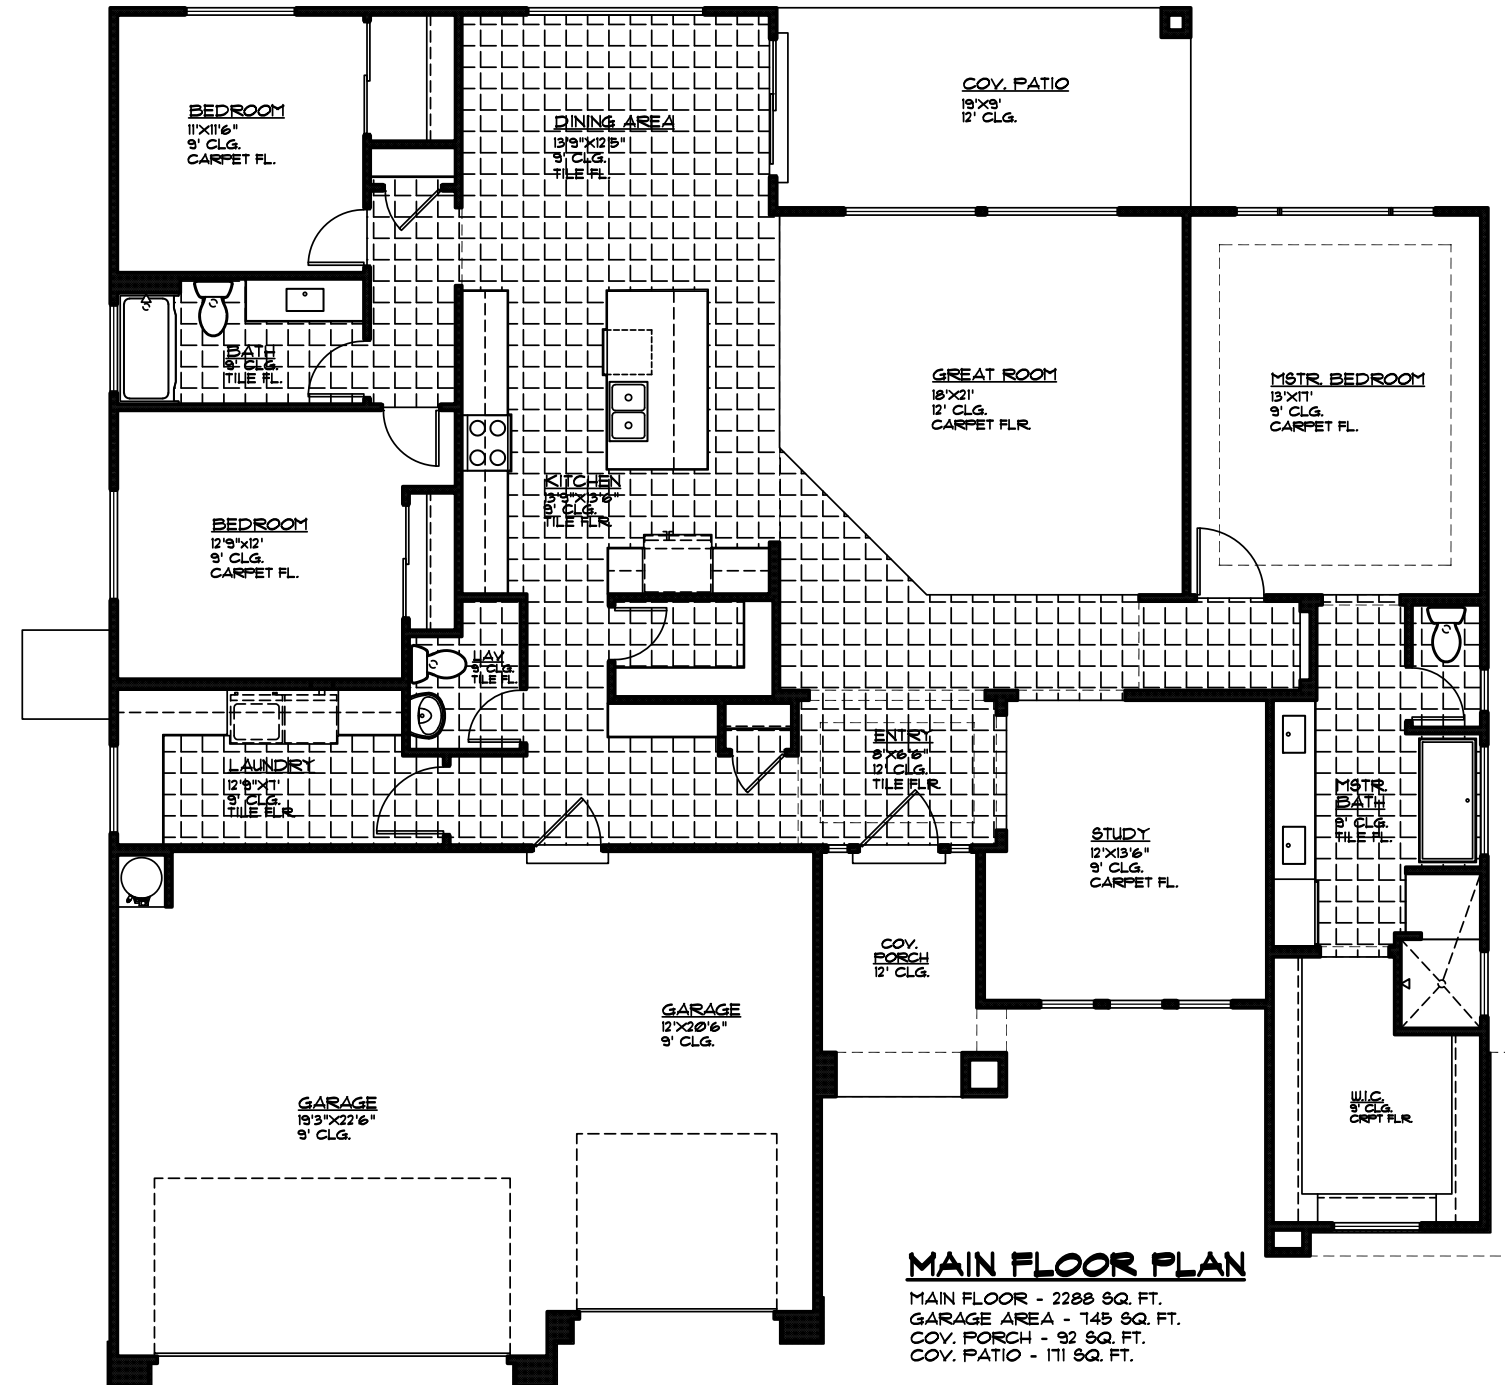 BEDROOM
11'X11'6"
9' CLG.
CARPET FL.
DINING AREA
13'9"X12'5"
9' CLG.
TILE FL.
COV. PATIO
19'X9'
12' CLG.
BATH
9' CLG.
TILE FL.
GREAT ROOM
18'X21'
12' CLG.
CARPET FLR.
MSTR. BEDROOM
13'X17'
9' CLG.
CARPET FL.
KITCHEN
13'9"X13'6"
9' CLG.
TILE FLR.
BEDROOM
12'9"x12'
9' CLG.
CARPET FL.
LAV.
9' CLG.
TILE FL.
LAUNDRY
12'9"X7'
9' CLG.
TILE FLR.
ENTRY
8'X6'6"
12' CLG.
TILE FLR.
MSTR.
BATH
9' CLG.
TILE FL.
STUDY
12'X13'6"
9' CLG.
CARPET FL.
COV.
PORCH
12' CLG.
GARAGE
12'X20'6"
9' CLG.
GARAGE
19'3"X22'6"
9' CLG.
W.I.C.
9' CLG.
CRPT FLR.
MAIN FLOOR PLAN
MAIN FLOOR - 2288 SQ. FT.
GARAGE AREA - 745 SQ. FT.
COV. PORCH - 92 SQ. FT.
COV. PATIO - 171 SQ. FT.